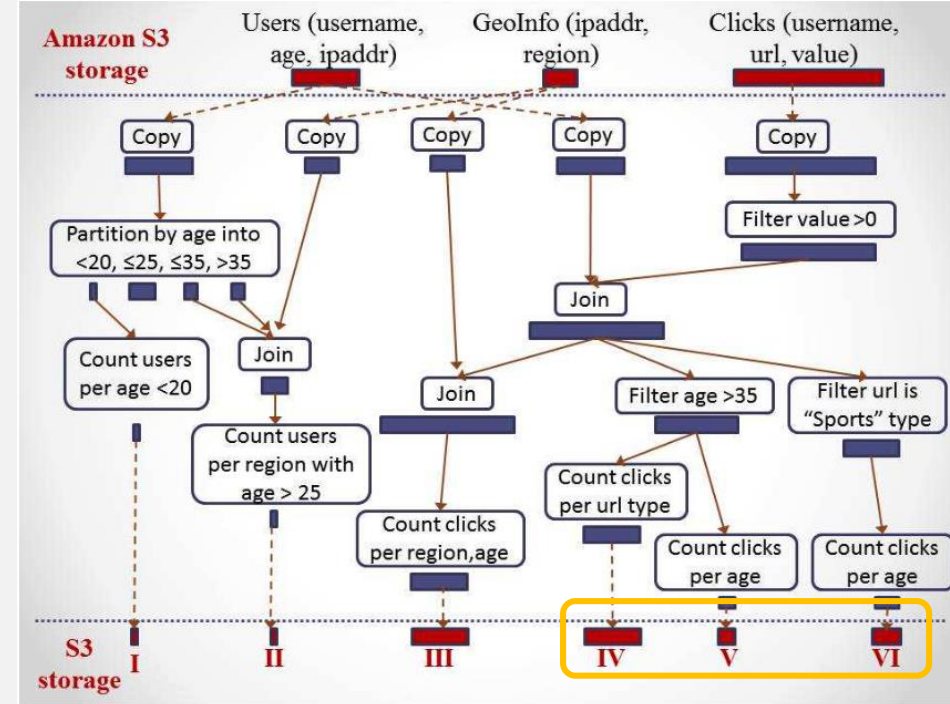 Amazon S3
storage
Users (username,
age, ipaddr)
GeoInfo (ipaddr,
region)
Clicks (username,
url, value)
Copy
Copy
Copy
Copy
Copy
Partition by age into
<20, ≤25, ≤35, >35
Filter value >0
Join
Count users
per age <20
Join
Join
Filter age >35
Filter url is
“Sports” type
Count users
per region with
age > 25
Count clicks
per url type
Count clicks
per region,age
Count clicks
per age
Count clicks
per age
S3
storage
I
II
III
IV
V
VI